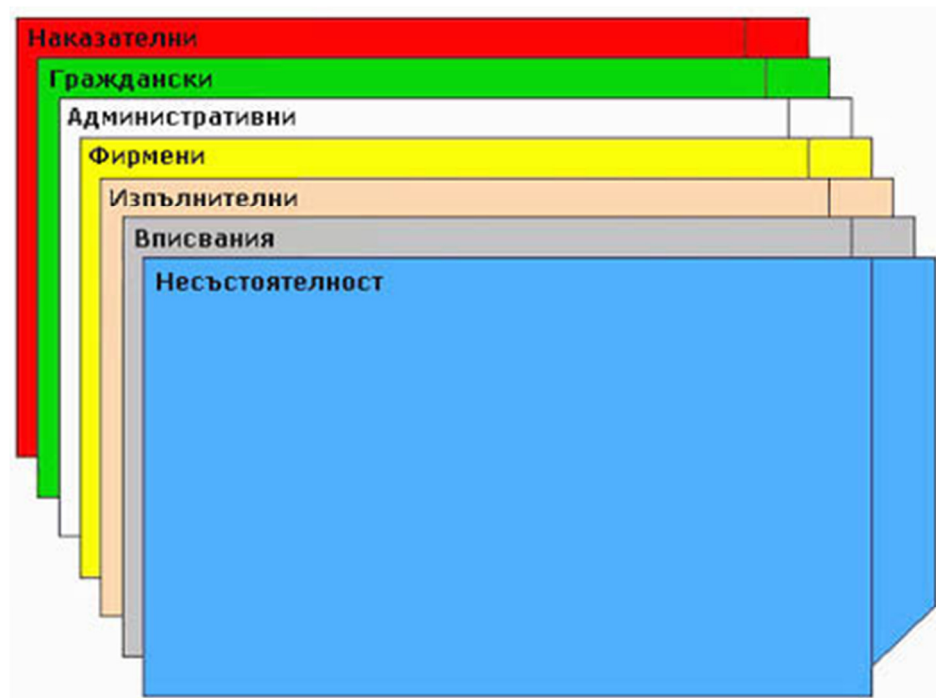 Наказателни
Граждански
Административни
Фирмени
Изпълнителни
Вписвания
Несъстоятелност